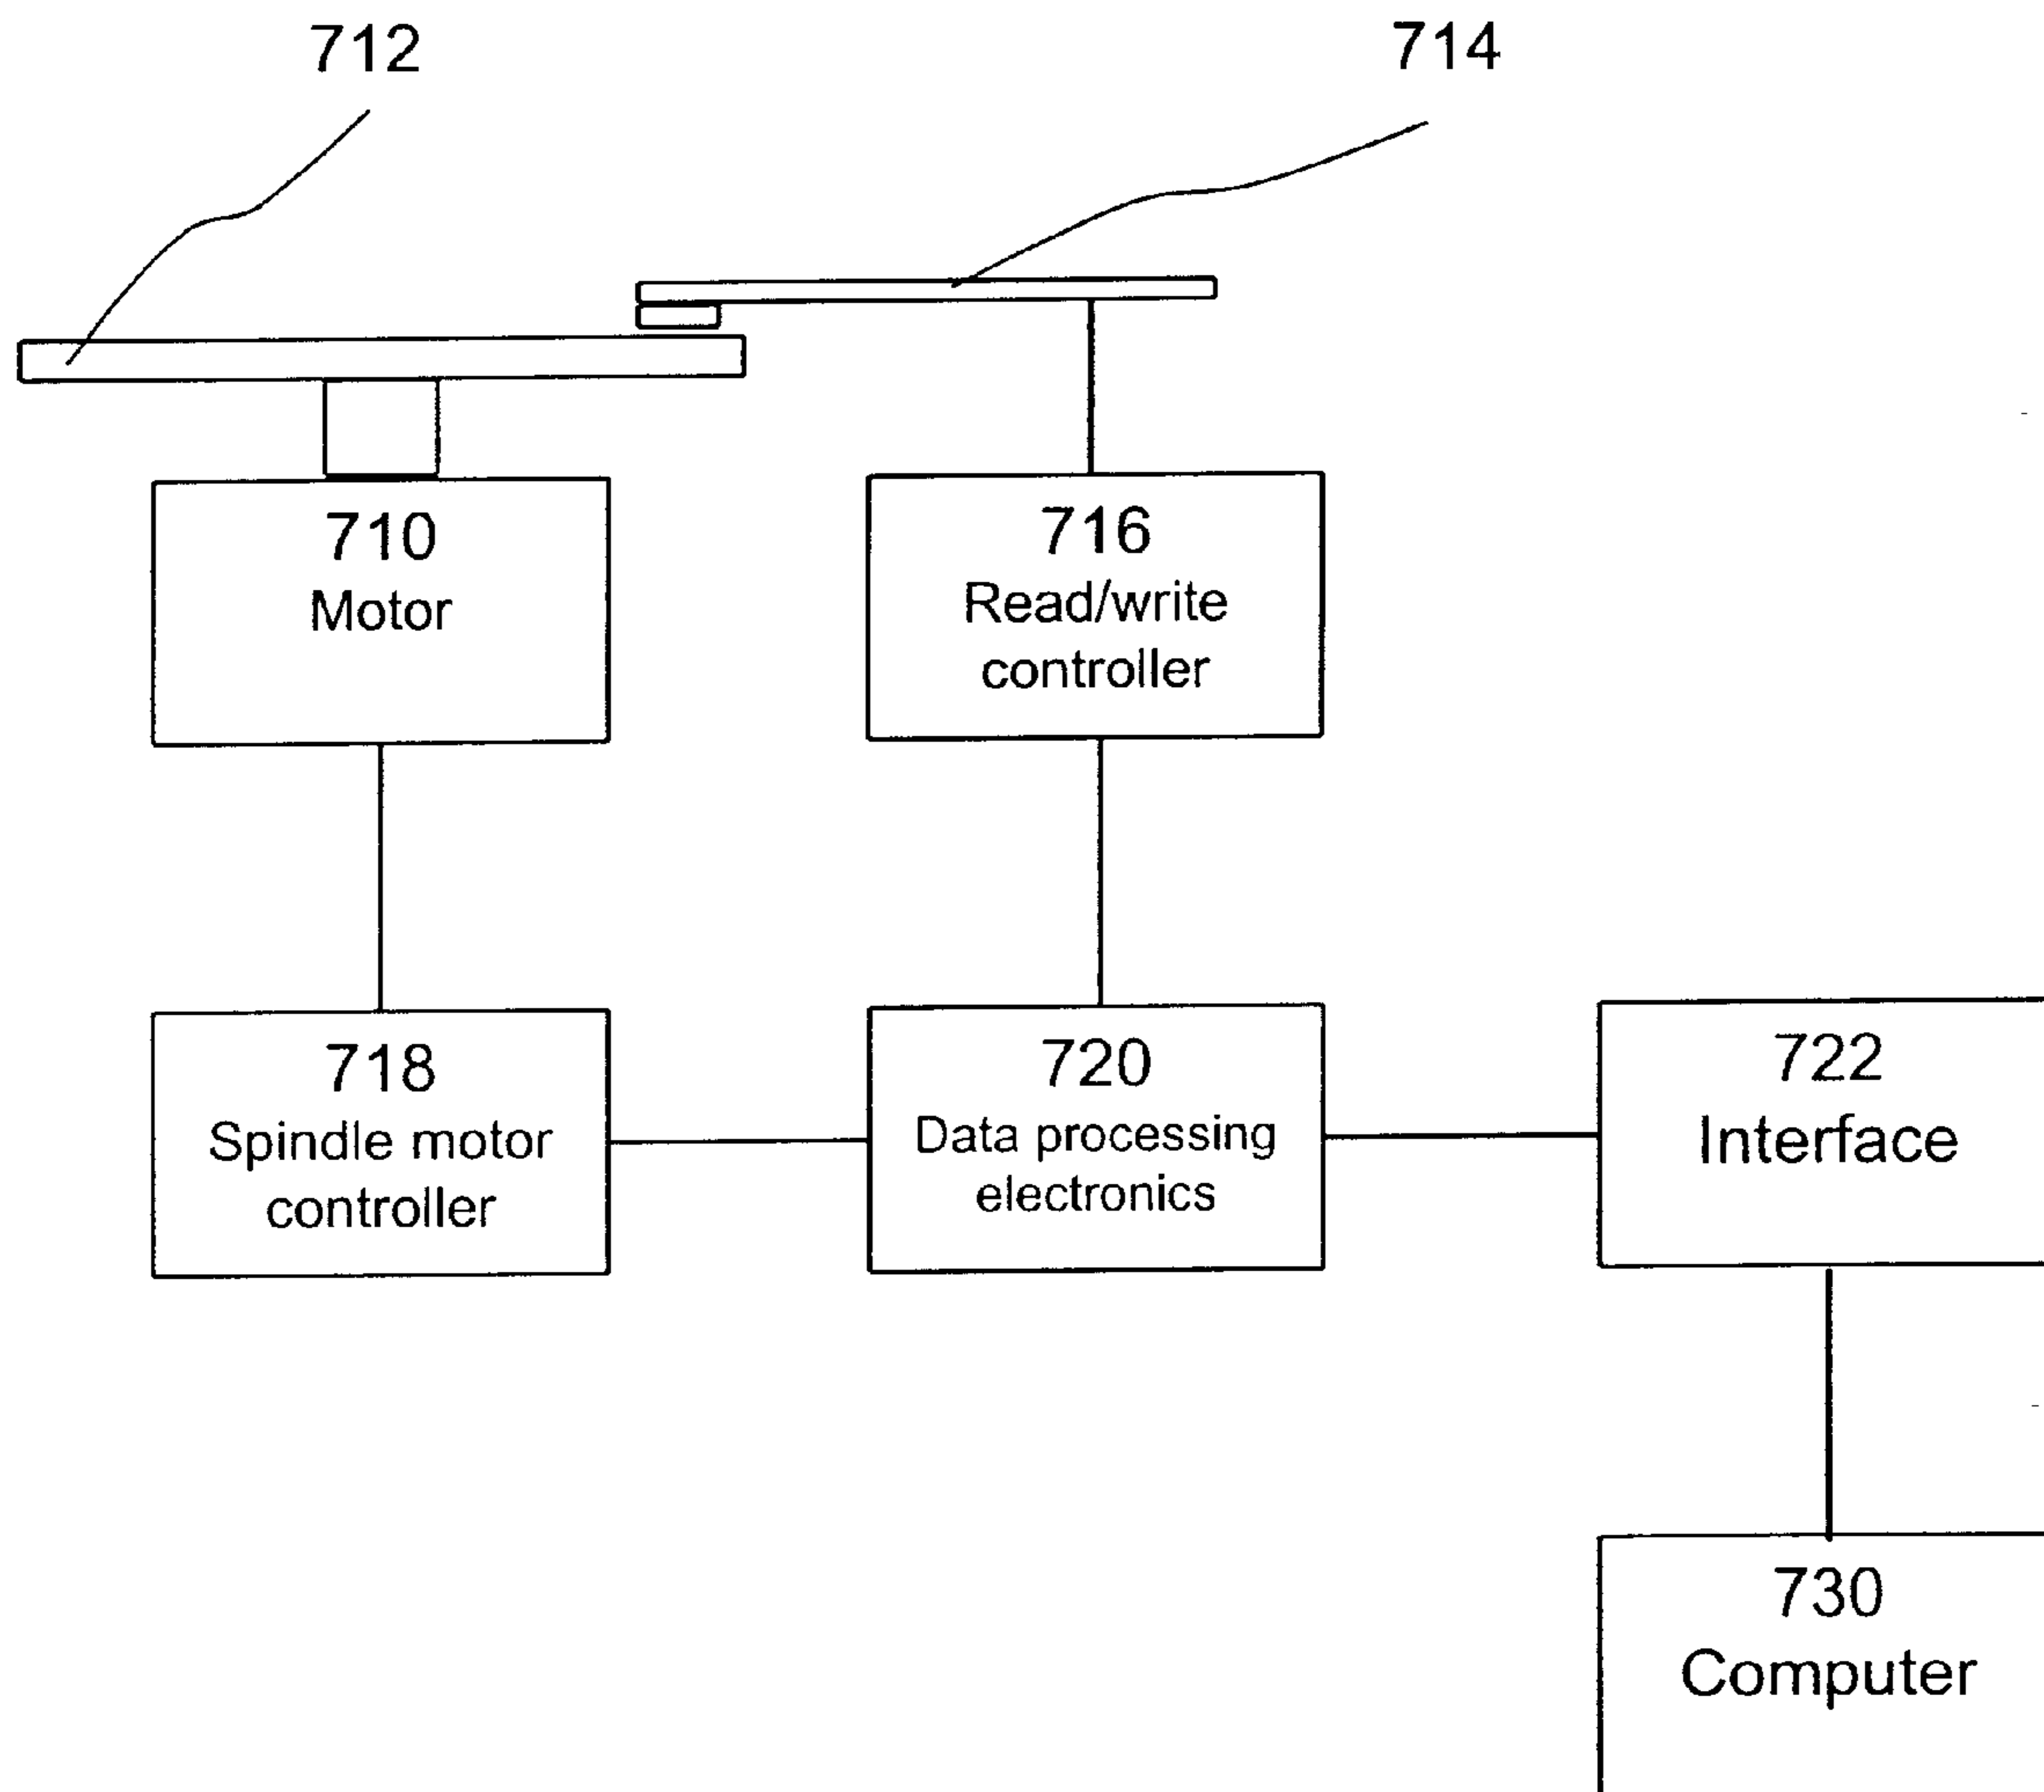 712
714
710
Motor
716
Read/write
controller
718
Spindle motor
controller
720
Data processing
electronics
722
Interface
730
Computer